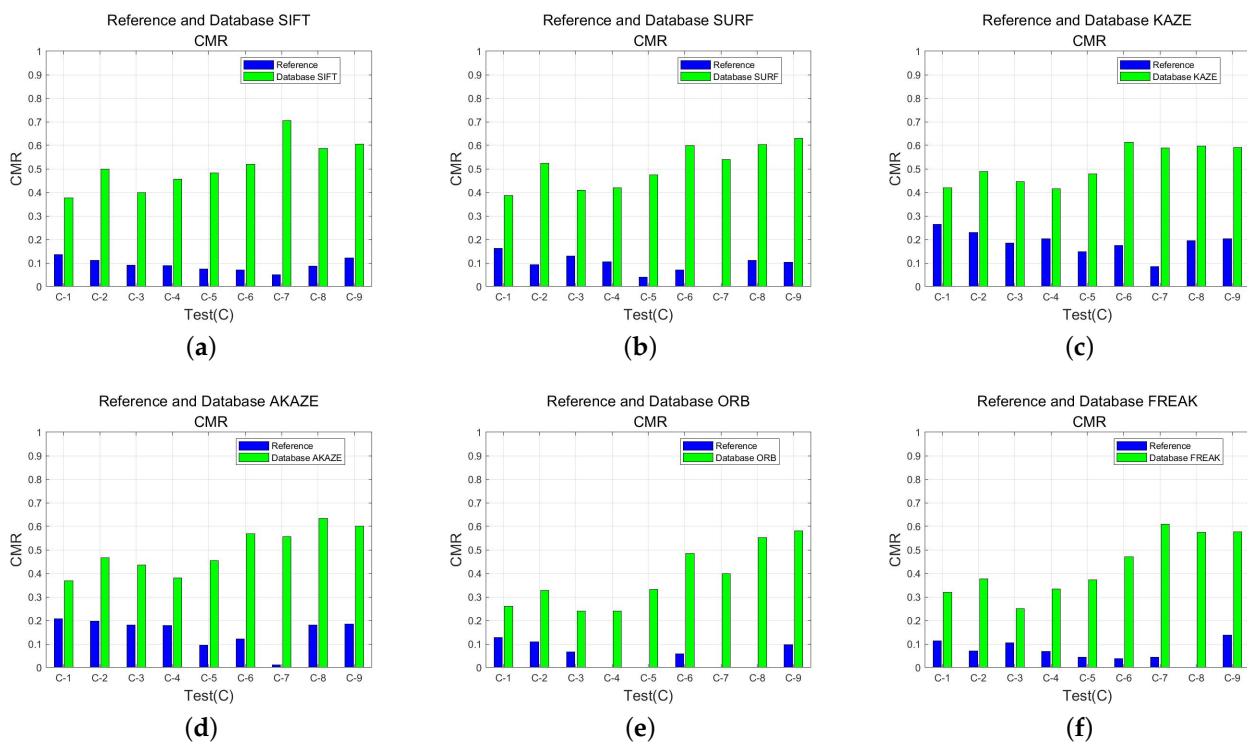 Reference and Database SIFT
CMR
1
0.9
0.8
0.7
0.6
0.5
0.4
0.3
0.2
0.1
0
CMR
Reference
Database SIFT
C-1 C-2 C-3 C-4 C-5 C-6 C-7 C-8 C-9
Test(C)
(a)
Reference and Database SURF
CMR
1
0.9
0.8
0.7
0.6
0.5
0.4
0.3
0.2
0.1
0
CMR
Reference
Database SURF
C-1 C-2 C-3 C-4 C-5 C-6 C-7 C-8 C-9
Test(C)
(b)
Reference and Database KAZE
CMR
1
0.9
0.8
0.7
0.6
0.5
0.4
0.3
0.2
0.1
0
CMR
Reference
Database KAZE
C-1 C-2 C-3 C-4 C-5 C-6 C-7 C-8 C-9
Test(C)
(c)
Reference and Database AKAZE
CMR
1
0.9
0.8
0.7
0.6
0.5
0.4
0.3
0.2
0.1
0
CMR
Reference
Database AKAZE
C-1 C-2 C-3 C-4 C-5 C-6 C-7 C-8 C-9
Test(C)
(d)
Reference and Database ORB
CMR
1
0.9
0.8
0.7
0.6
0.5
0.4
0.3
0.2
0.1
0
CMR
Reference
Database ORB
C-1 C-2 C-3 C-4 C-5 C-6 C-7 C-8 C-9
Test(C)
(e)
Reference and Database FREAK
CMR
1
0.9
0.8
0.7
0.6
0.5
0.4
0.3
0.2
0.1
0
CMR
Reference
Database FREAK
C-1 C-2 C-3 C-4 C-5 C-6 C-7 C-8 C-9
Test(C)
(f)